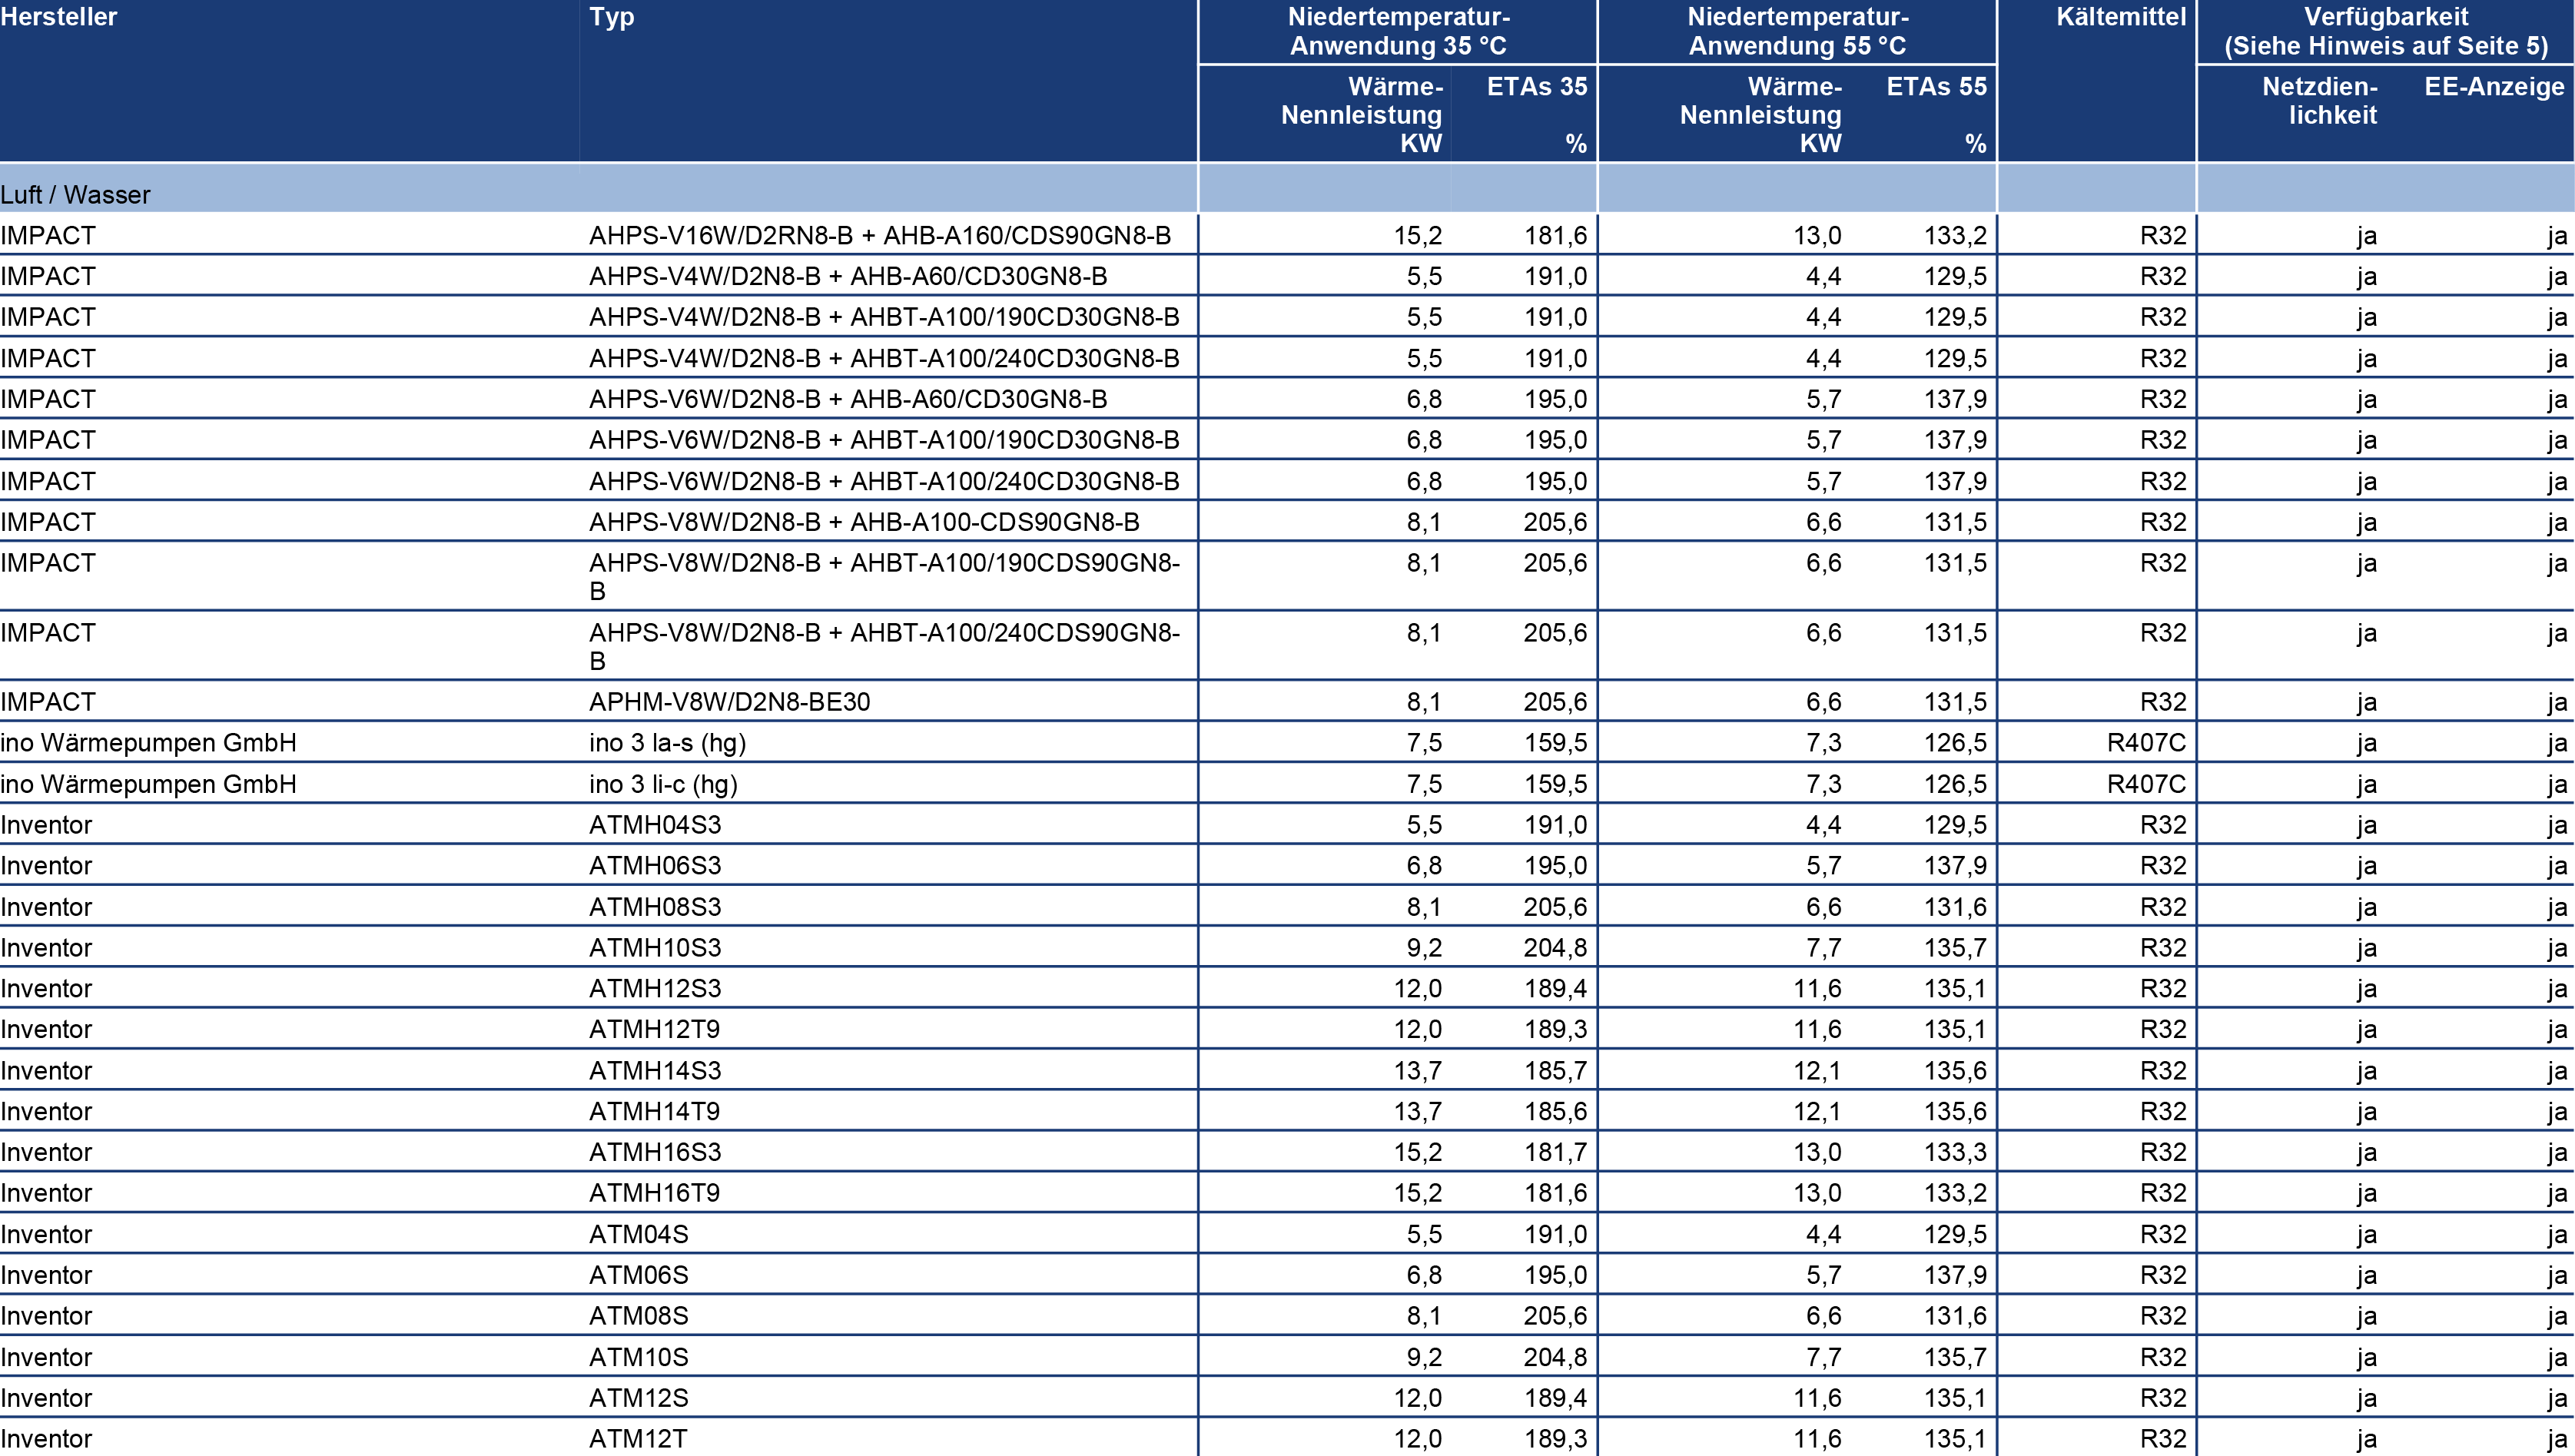 Hersteller Typ Niedertemperatur- Niedertemperatur- Kältemittel Verfügbarkeit
Anwendung 35 °C Anwendung 55 °C (Siehe Hinweis auf Seite 5)
Wärme- ETAs 35 Wärme- ETAs 55 Netzdien- EE-Anzeige
Nennleistung Nennleistung lichkeit
KW % KW %
Luft / Wasser
IMPACT AHPS-V16W/D2RN8-B + AHB-A160/CDS90GN8-B 15,2 181,6 13,0 133,2 R32 ja ja
IMPACT AHPS-V4W/D2N8-B + AHB-A60/CD30GN8-B 5,5 191,0 4,4 129,5 R32 ja ja
IMPACT AHPS-V4W/D2N8-B + AHBT-A100/190CD30GN8-B 5,5 191,0 4,4 129,5 R32 ja ja
IMPACT AHPS-V4W/D2N8-B + AHBT-A100/240CD30GN8-B 5,5 191,0 4,4 129,5 R32 ja ja
IMPACT AHPS-V6W/D2N8-B + AHB-A60/CD30GN8-B 6,8 195,0 5,7 137,9 R32 ja ja
IMPACT AHPS-V6W/D2N8-B + AHBT-A100/190CD30GN8-B 6,8 195,0 5,7 137,9 R32 ja ja
IMPACT AHPS-V6W/D2N8-B + AHBT-A100/240CD30GN8-B 6,8 195,0 5,7 137,9 R32 ja ja
IMPACT AHPS-V8W/D2N8-B + AHB-A100-CDS90GN8-B 8,1 205,6 6,6 131,5 R32 ja ja
IMPACT AHPS-V8W/D2N8-B + AHBT-A100/190CDS90GN8- 8,1 205,6 6,6 131,5 R32 ja ja
B
IMPACT AHPS-V8W/D2N8-B + AHBT-A100/240CDS90GN8- 8,1 205,6 6,6 131,5 R32 ja ja
B
IMPACT APHM-V8W/D2N8-BE30 8,1 205,6 6,6 131,5 R32 ja ja
ino Wärmepumpen GmbH ino 3 la-s (hg) 7,5 159,5 7,3 126,5 R407C ja ja
ino Wärmepumpen GmbH ino 3 li-c (hg) 7,5 159,5 7,3 126,5 R407C ja ja
Inventor ATMH04S3 5,5 191,0 4,4 129,5 R32 ja ja
Inventor ATMH06S3 6,8 195,0 5,7 137,9 R32 ja ja
Inventor ATMH08S3 8,1 205,6 6,6 131,6 R32 ja ja
Inventor ATMH10S3 9,2 204,8 7,7 135,7 R32 ja ja
Inventor ATMH12S3 12,0 189,4 11,6 135,1 R32 ja ja
Inventor ATMH12T9 12,0 189,3 11,6 135,1 R32 ja ja
Inventor ATMH14S3 13,7 185,7 12,1 135,6 R32 ja ja
Inventor ATMH14T9 13,7 185,6 12,1 135,6 R32 ja ja
Inventor ATMH16S3 15,2 181,7 13,0 133,3 R32 ja ja
Inventor ATMH16T9 15,2 181,6 13,0 133,2 R32 ja ja
Inventor ATM04S 5,5 191,0 4,4 129,5 R32 ja ja
Inventor ATM06S 6,8 195,0 5,7 137,9 R32 ja ja
Inventor ATM08S 8,1 205,6 6,6 131,6 R32 ja ja
Inventor ATM10S 9,2 204,8 7,7 135,7 R32 ja ja
Inventor ATM12S 12,0 189,4 11,6 135,1 R32 ja ja
Inventor ATM12T 12,0 189,3 11,6 135,1 R32 ja ja